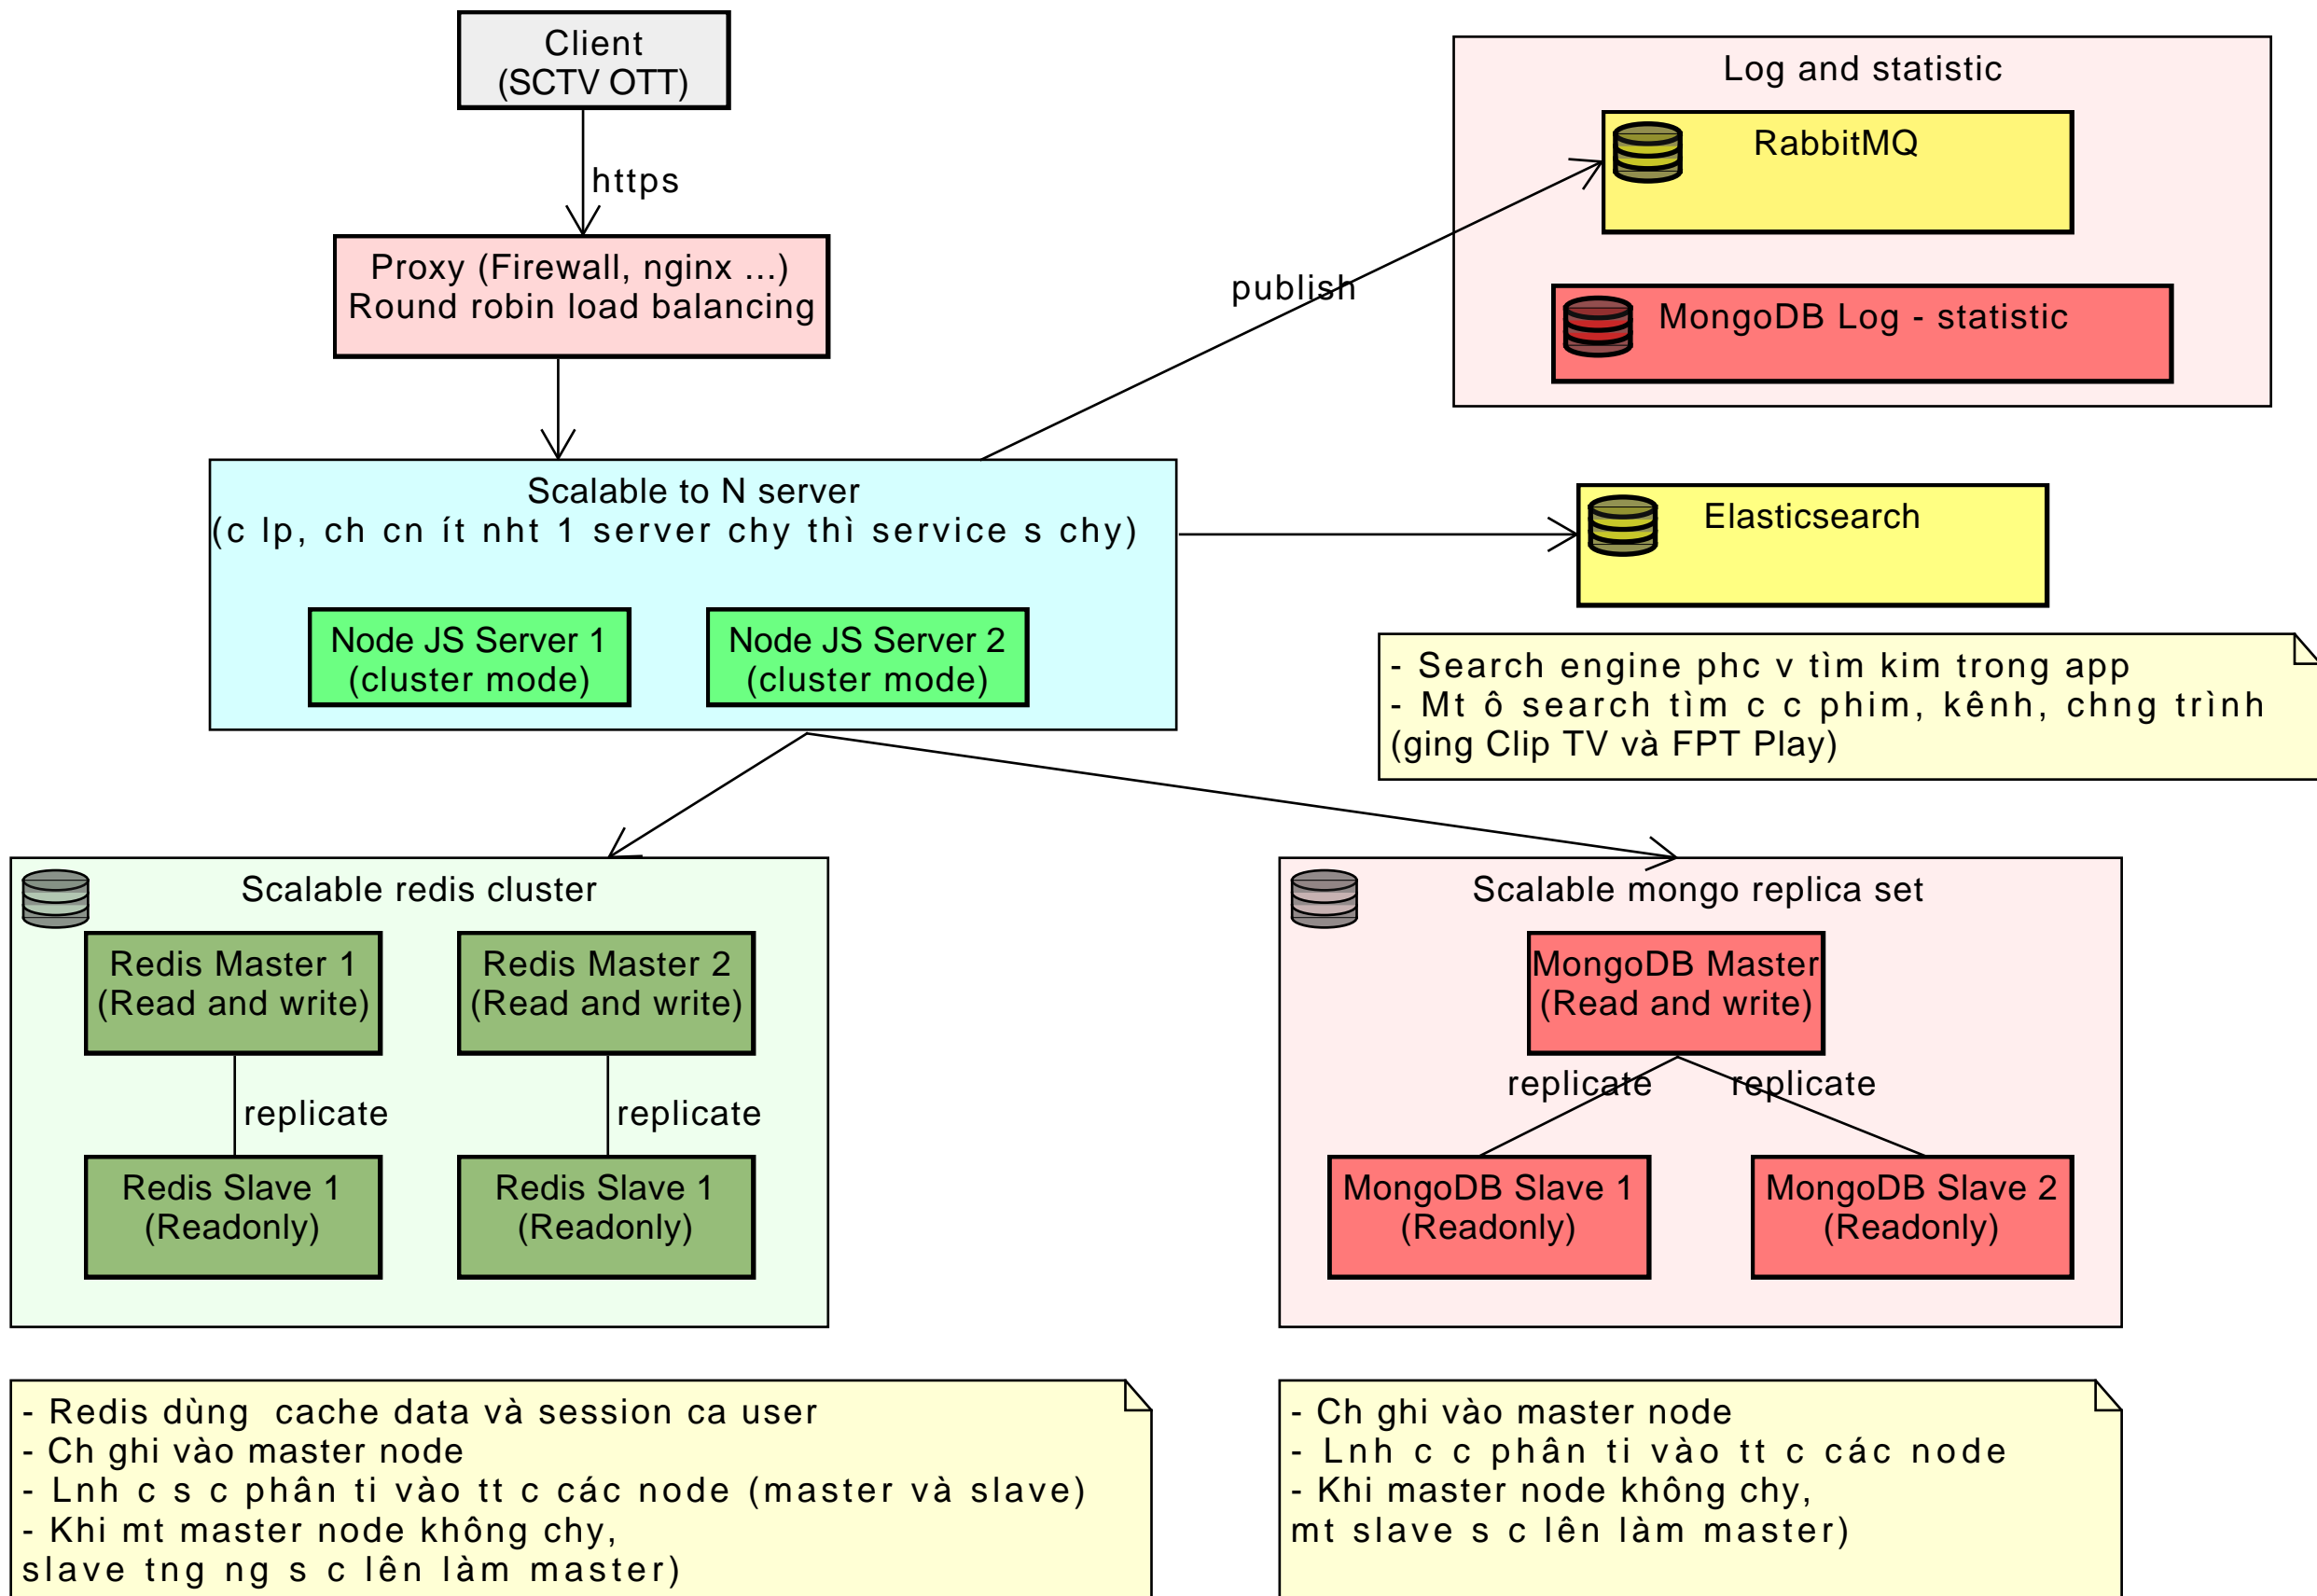 Client
(SCTV OTT)
https
Proxy (Firewall, nginx ...)
Round robin load balancing
Log and statistic
RabbitMQ
MongoDB Log - statistic
publish
Scalable to N server
(c lp, ch cn ít nht 1 server chy thì service s chy)
Node JS Server 1
(cluster mode)
Node JS Server 2
(cluster mode)
Elasticsearch
- Search engine phc v tìm kim trong app
- Mt ô search tìm c c phim, kênh, chng trình
(ging Clip TV và FPT Play)
Scalable redis cluster
Redis Master 1
(Read and write)
Redis Master 2
(Read and write)
replicate
replicate
Redis Slave 1
(Readonly)
Redis Slave 1
(Readonly)
Scalable mongo replica set
MongoDB Master
(Read and write)
replicate
replicate
MongoDB Slave 1
(Readonly)
MongoDB Slave 2
(Readonly)
- Redis dùng  cache data và session ca user
- Ch ghi vào master node
- Lnh c s c phân ti vào tt c các node (master và slave)
- Khi mt master node không chy,
slave tng ng s c lên làm master)
- Ch ghi vào master node
- Lnh c c phân ti vào tt c các node
- Khi master node không chy,
mt slave s c lên làm master)